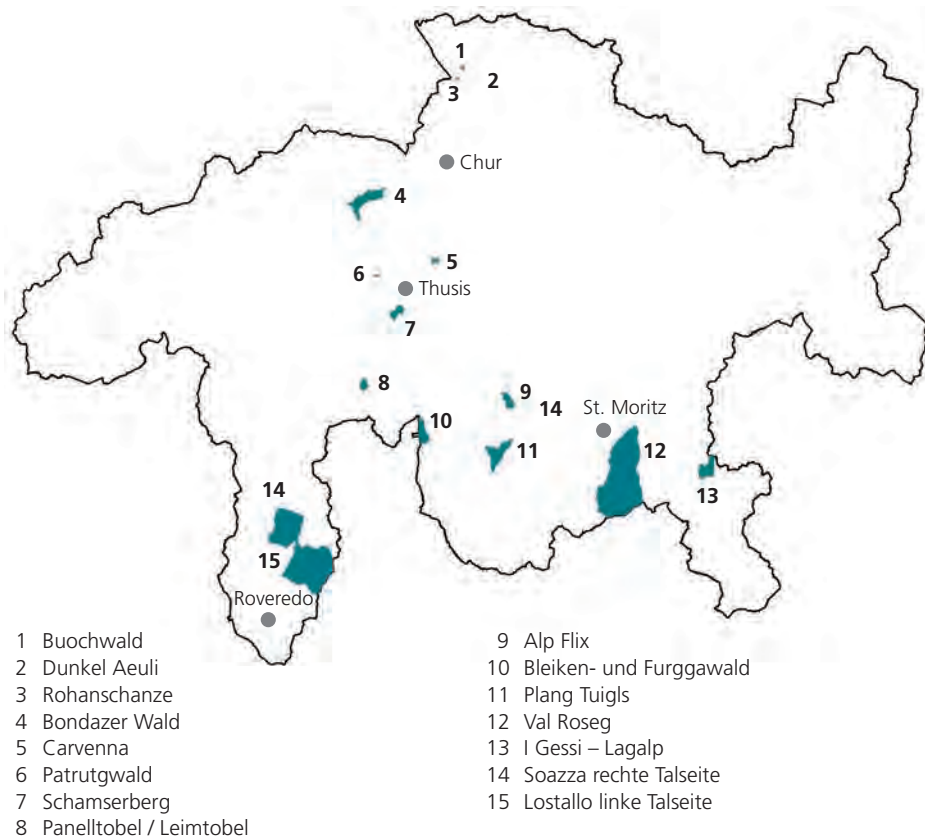 1
2
3
Chur
4
5
6
Thusis
7
8
9
14
St. Moritz
10
12
11
13
14
15
Roveredo
1 Buochwald
2 Dunkel Aeuli
3 Rohanschanze
4 Bondazer Wald
5 Carvenna
6 Patrutgwald
7 Schamserberg
8 Panelltobel / Leimtobel
9 Alp Flix
10 Bleiken- und Furggawald
11 Plang Tuigls
12 Val Roseg
13 I Gessi – Lagalp
14 Soazza rechte Talseite
15 Lostallo linke Talseite